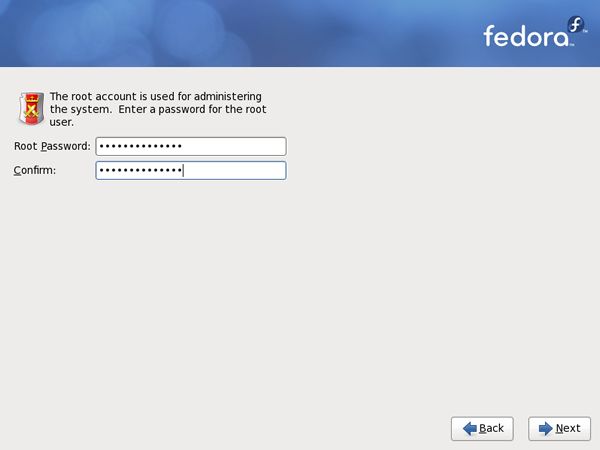 fedora™
The root account is used for administering
the system.  Enter a password for the root
user.
Root Password: ••••••••••••••
Confirm: ••••••••••••••
Back Next